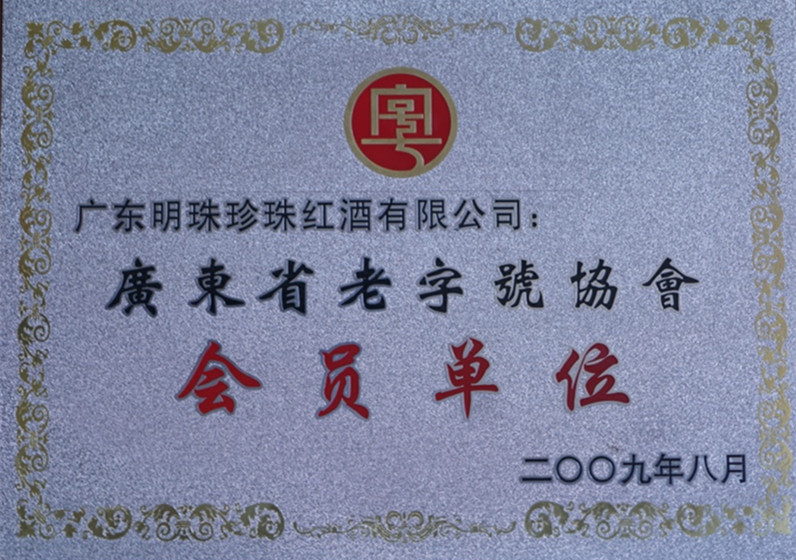 广东明珠珍珠红酒有限公司：
廣東省老字號協會
会员单位
二〇〇九年八月